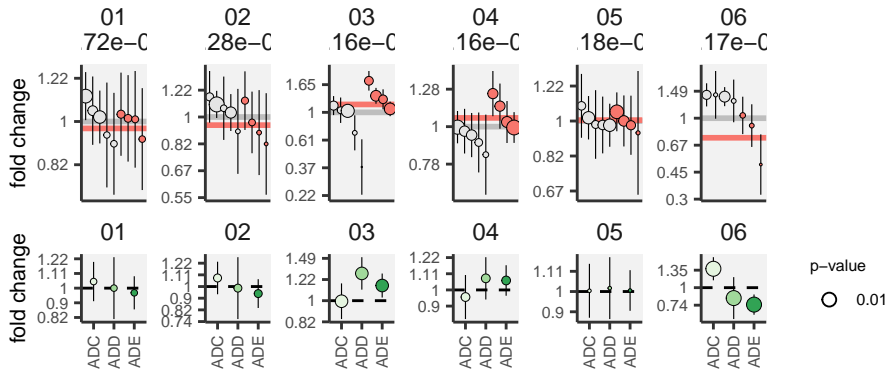 01 02 03 04 05 06
.72e−0 .28e−0 .16e−0 .16e−0 .18e−0 .17e−0
fold change
1.22 1 0.82
1.22 1 0.82 0.67 0.55
1.65 1 0.61 0.37 0.22
1.28 1 0.78
1.22 1 0.82 0.67
1.49 1 0.67 0.45 0.3
01 02 03 04 05 06
fold change
1.22 1.11 1 0.9 0.82
1.22 1.11 1 0.9 0.82 0.74
1.49 1.22 1 0.82
1.22 1.11 1 0.9
1.11 1 0.9
1.35 1 0.74
ADC ADD ADE ADC ADD ADE ADC ADD ADE ADC ADD ADE ADC ADD ADE ADC ADD ADE
p−value
0.01